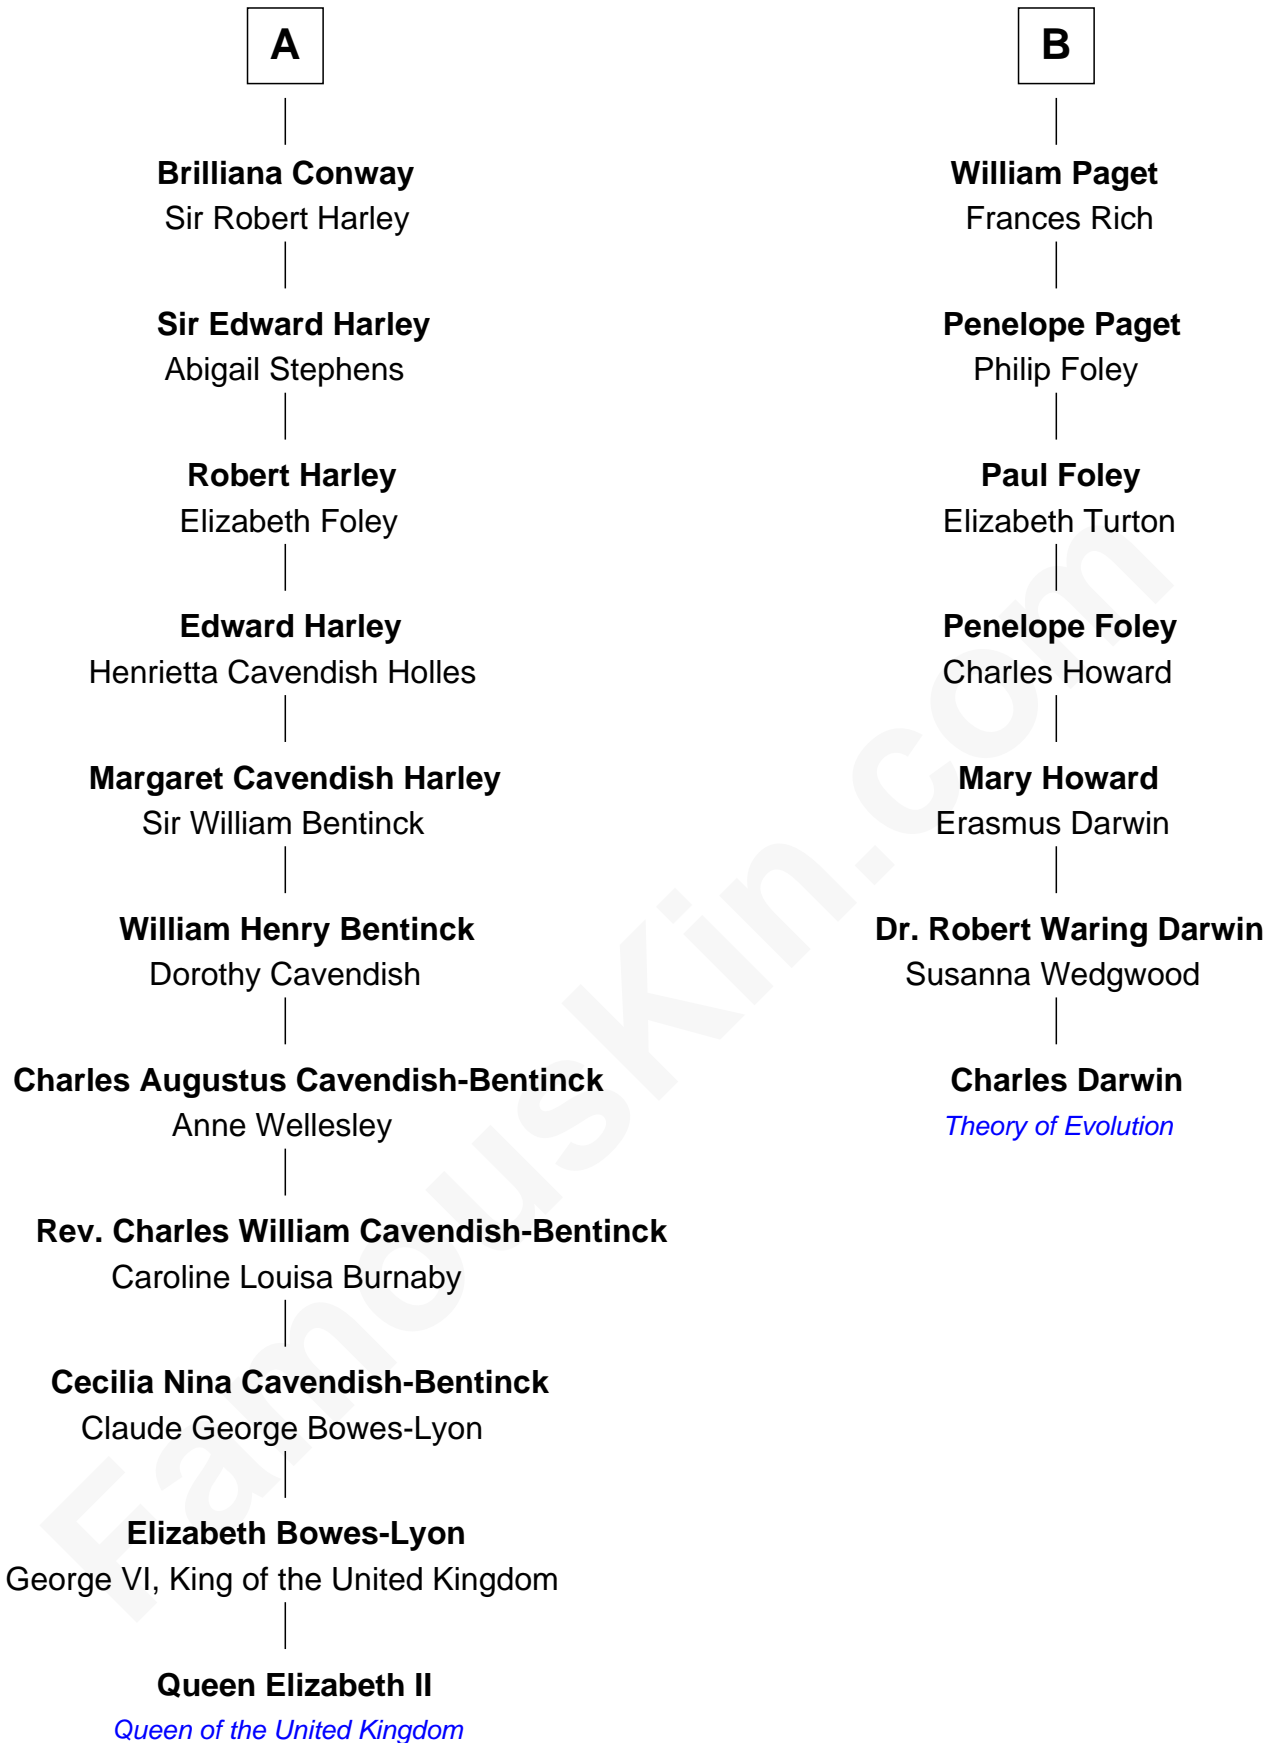 A
Brilliana Conway
Sir Robert Harley
Sir Edward Harley
Abigail Stephens
Robert Harley
Elizabeth Foley
Edward Harley
Henrietta Cavendish Holles
Margaret Cavendish Harley
Sir William Bentinck
William Henry Bentinck
Dorothy Cavendish
Charles Augustus Cavendish-Bentinck
Anne Wellesley
Rev. Charles William Cavendish-Bentinck
Caroline Louisa Burnaby
Cecilia Nina Cavendish-Bentinck
Claude George Bowes-Lyon
Elizabeth Bowes-Lyon
George VI, King of the United Kingdom
Queen Elizabeth II
Queen of the United Kingdom
B
William Paget
Frances Rich
Penelope Paget
Philip Foley
Paul Foley
Elizabeth Turton
Penelope Foley
Charles Howard
Mary Howard
Erasmus Darwin
Dr. Robert Waring Darwin
Susanna Wedgwood
Charles Darwin
Theory of Evolution
FamousKin.com